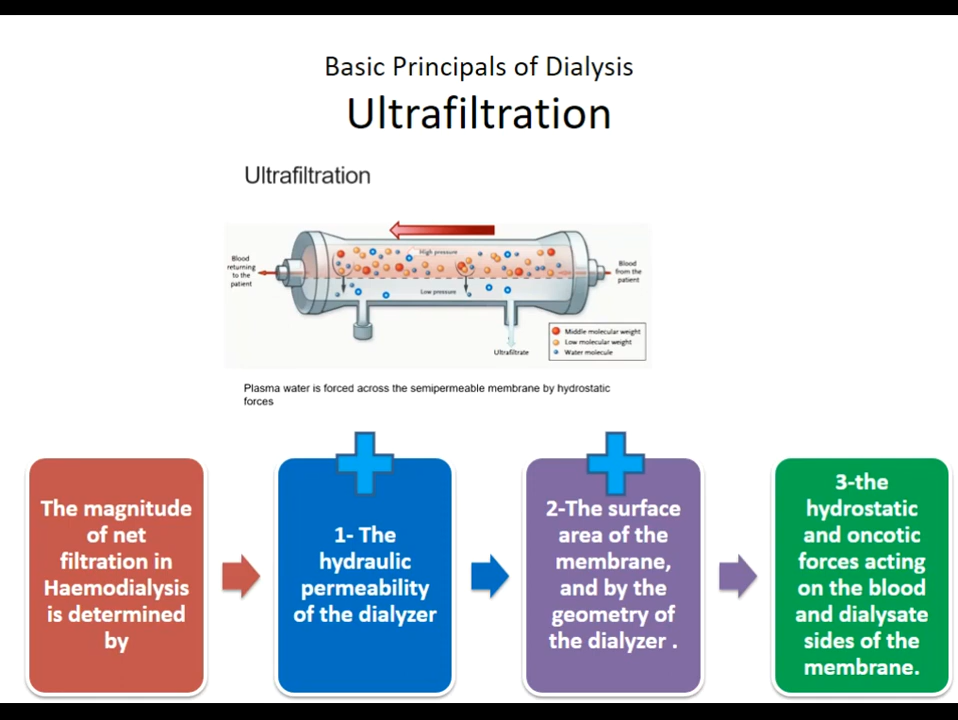 Basic Principals of Dialysis
Ultrafiltration
Ultrafiltration
High pressure
Blood
returning
to the
patient
Blood
from the
patient
Low pressure
Middle molecular weight
Low molecular weight
Water molecule
Ultrafiltrate
Plasma water is forced across the semipermeable membrane by hydrostatic
forces
The magnitude
of net
filtration in
Haemodialysis
is determined
by
1- The
hydraulic
permeability
of the dialyzer
2-The surface
area of the
membrane,
and by the
geometry of
the dialyzer .
3-the
hydrostatic
and oncotic
forces acting
on the blood
and dialysate
sides of the
membrane.